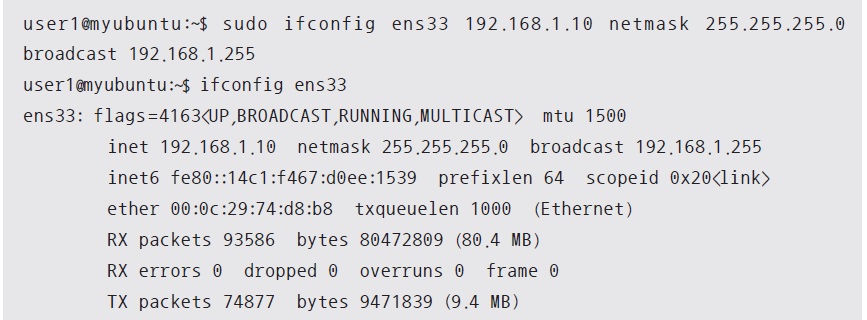 user1@myubuntu:~$ sudo ifconfig ens33 192.168.1.10 netmask 255.255.255.0
broadcast 192.168.1.255
user1@myubuntu:~$ ifconfig ens33
ens33: flags=4163<UP,BROADCAST,RUNNING,MULTICAST> mtu 1500
inet 192.168.1.10 netmask 255.255.255.0 broadcast 192.168.1.255
inet6 fe80::14c1:f467:d0ee:1539 prefixlen 64 scopeid 0x20<link>
ether 00:0c:29:74:d8:b8 txqueuelen 1000 (Ethernet)
RX packets 93586 bytes 80472809 (80.4 MB)
RX errors 0 dropped 0 overruns 0 frame 0
TX packets 74877 bytes 9471839 (9.4 MB)